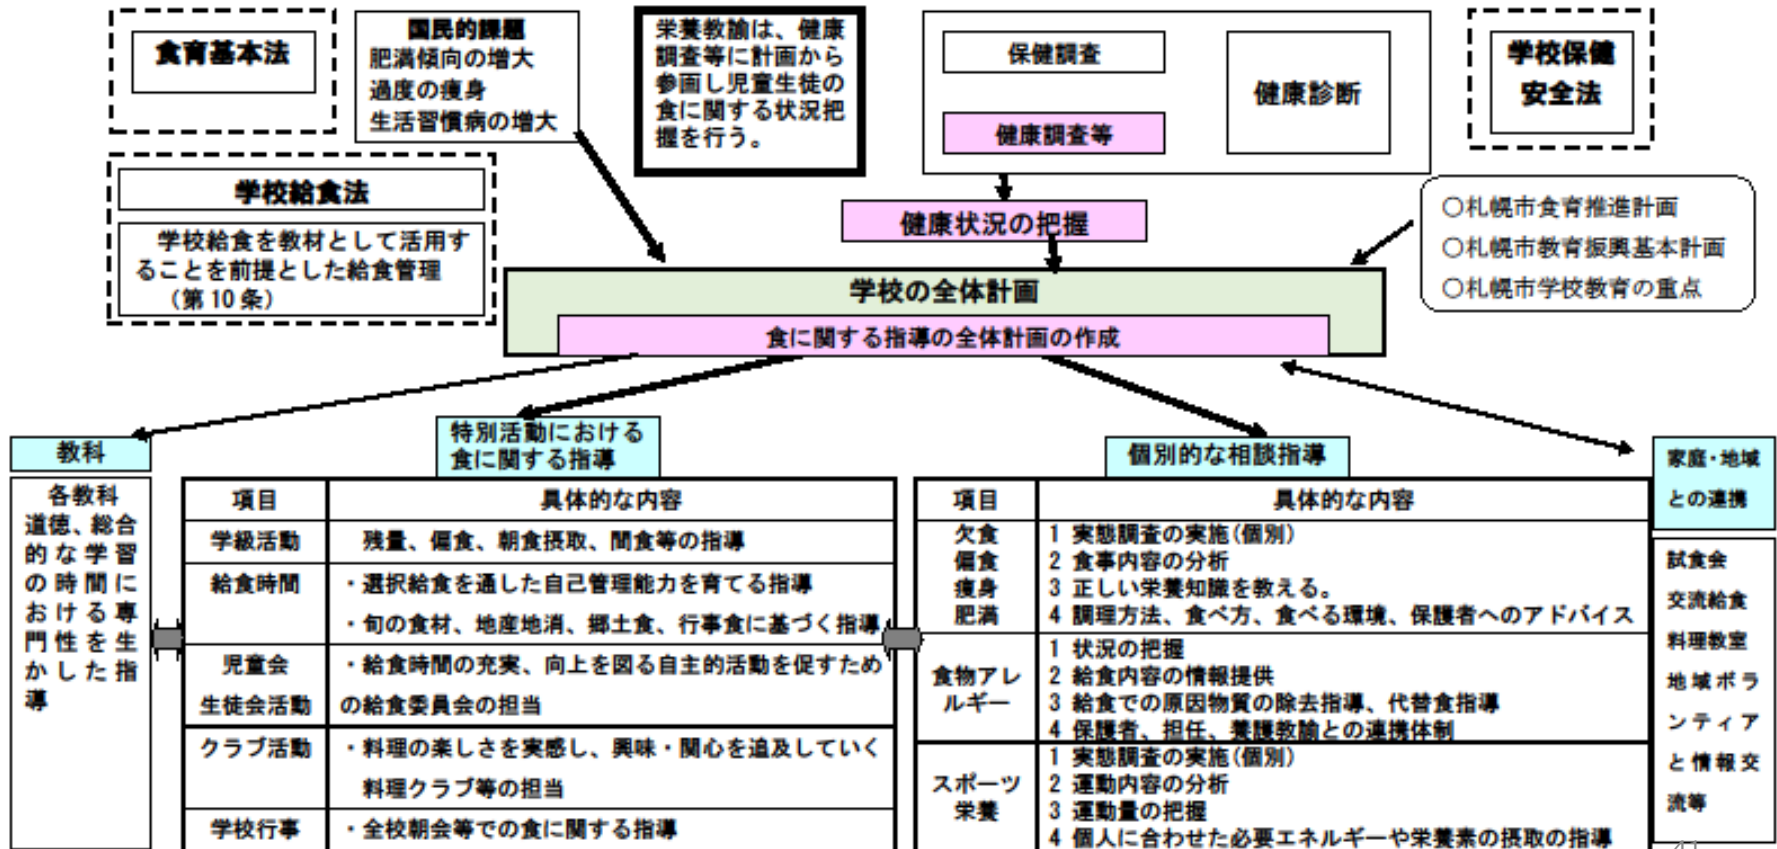 食育基本法
国民的課題
肥満傾向の増大
過度の痩身
生活習慣病の増大
栄養教諭は、健康
調査等に計画から
参画し児童生徒の
食に関する状況把
握を行う。
保健調査
健康調査等
健康診断
学校保健
安全法
学校給食法
学校給食を教材として活用す
ることを前提とした給食管理
（第10条）
健康状況の把握
○札幌市食育推進計画
○札幌市教育振興基本計画
○札幌市学校教育の重点
学校の全体計画
食に関する指導の全体計画の作成
教科
各教科
道徳、総合
的な学習
の時間に
おける専
門性を生
かした指
導
特別活動における
食に関する指導
項目 具体的な内容
学級活動 残量、偏食、朝食摂取、間食等の指導
給食時間 ・選択給食を通した自己管理能力を育てる指導
・旬の食材、地産地消、郷土食、行事食に基づく指導
児童会 ・給食時間の充実、向上を図る自主的活動を促すため
生徒会活動 の給食委員会の担当
クラブ活動 ・料理の楽しさを実感し、興味・関心を追及していく
料理クラブ等の担当
学校行事 ・全校朝会等での食に関する指導
個別的な相談指導
項目 具体的な内容
欠食 1 実態調査の実施(個別)
偏食 2 食事内容の分析
痩身 3 正しい栄養知識を教える。
肥満 4 調理方法、食べ方、食べる環境、保護者へのアドバイス
食物アレ
ルギー
1 状況の把握
2 給食内容の情報提供
3 給食での原因物質の除去指導、代替食指導
4 保護者、担任、養護教諭との連携体制
スポーツ
栄養
1 実態調査の実施(個別)
2 運動内容の分析
3 運動量の把握
4 個人に合わせた必要エネルギーや栄養素の摂取の指導
家庭・地域
との連携
試食会
交流給食
料理教室
地域ボラ
ンティア
と情報交
流等